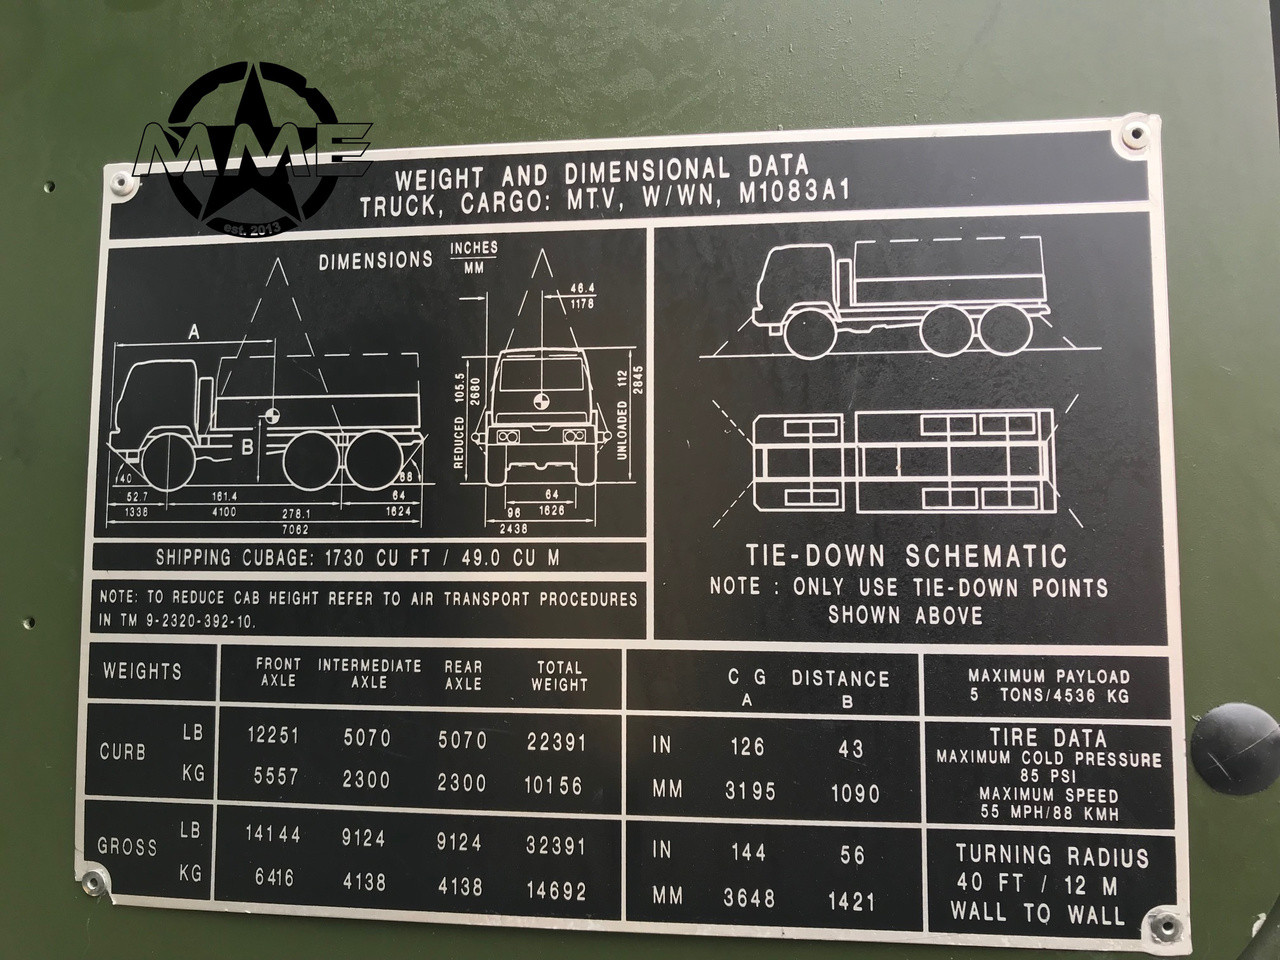 MME
est. 2013
WEIGHT AND DIMENSIONAL DATA
TRUCK, CARGO: MTV, W/WN, M1083A1
DIMENSIONS INCHES
MM
46.4
1178
A
B
REDUCED 105.5
2680
UNLOADED 112
2845
40
68
52.7 161.4 64
1338 4100 1624
278.1
7062
64
1626
96
2438
SHIPPING CUBAGE: 1730 CU FT / 49.0 CU M
NOTE: TO REDUCE CAB HEIGHT REFER TO AIR TRANSPORT PROCEDURES
IN TM 9-2320-392-10.
TIE-DOWN SCHEMATIC
NOTE : ONLY USE TIE-DOWN POINTS
SHOWN ABOVE
WEIGHTS FRONT AXLE INTERMEDIATE AXLE REAR AXLE TOTAL WEIGHT
CURB LB 12251 5070 5070 22391
KG 5557 2300 2300 10156
GROSS LB 14144 9124 9124 32391
KG 6416 4138 4138 14692
C G DISTANCE
A B
IN 126 43
MM 3195 1090
IN 144 56
MM 3648 1421
MAXIMUM PAYLOAD
5 TONS/4536 KG
TIRE DATA
MAXIMUM COLD PRESSURE
85 PSI
MAXIMUM SPEED
55 MPH/88 KMH
TURNING RADIUS
40 FT / 12 M
WALL TO WALL